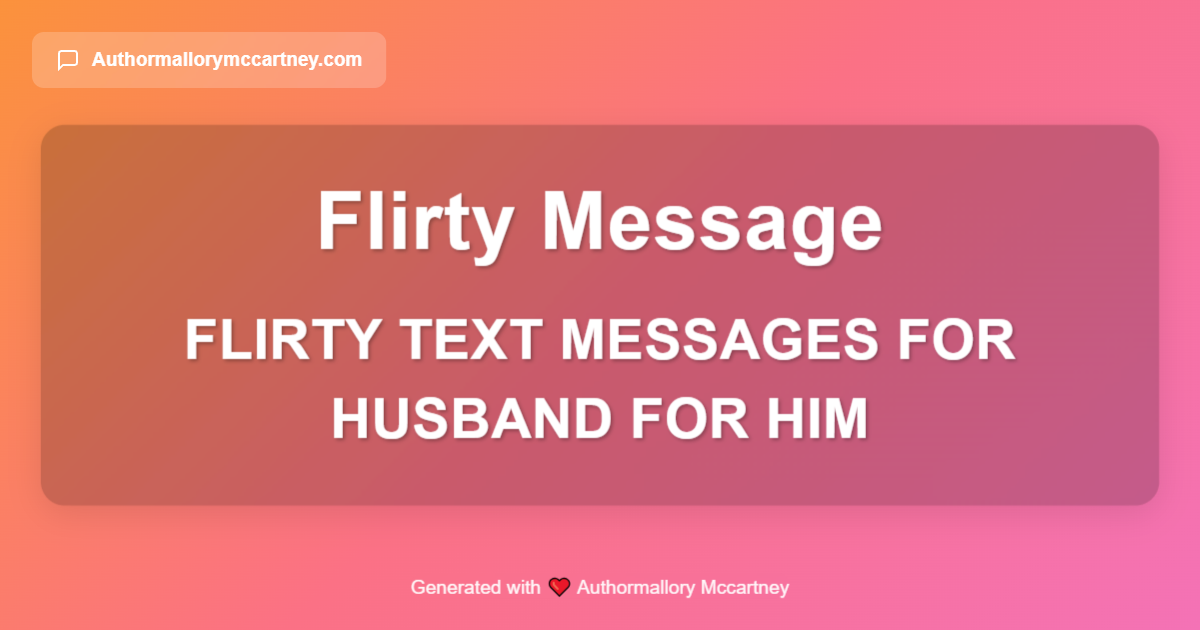 Authormallorymccartney.com
Flirty Message
FLIRTY TEXT MESSAGES FOR
HUSBAND FOR HIM
Generated with ❤️ Authormallory Mccartney